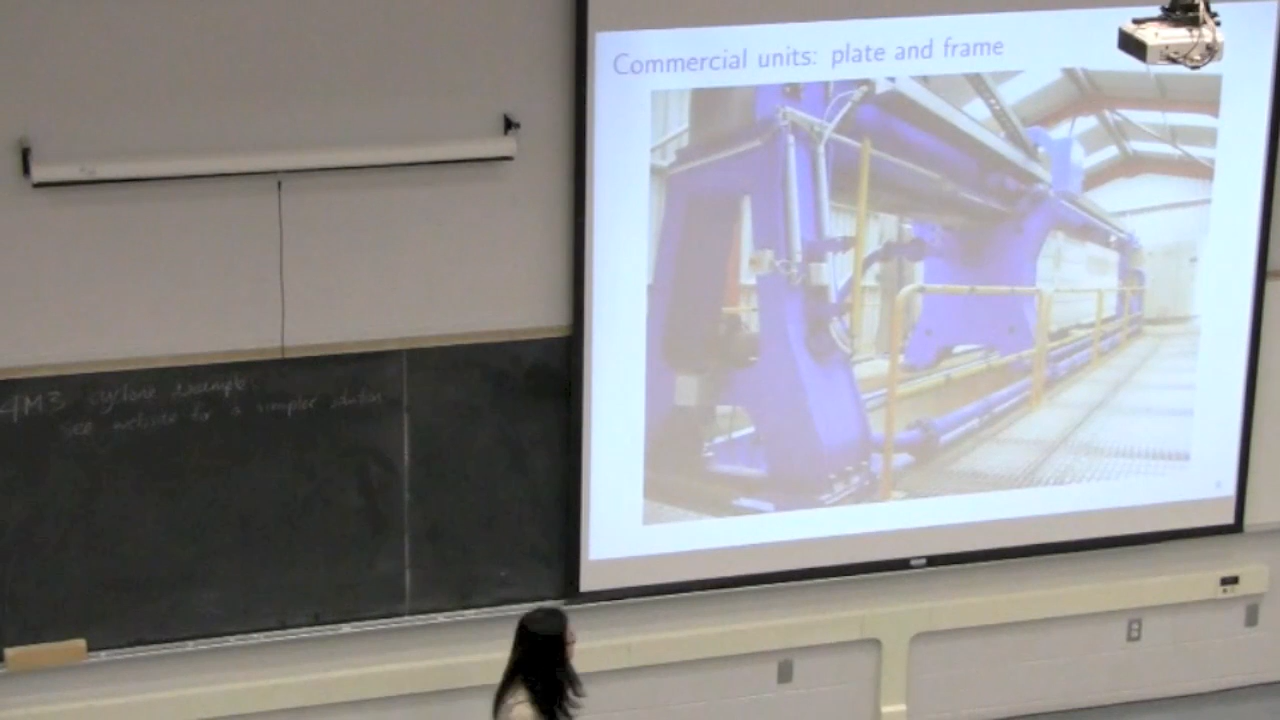 Commercial units: plate and frame
4M3 cyclone example
see website for a simpler solution